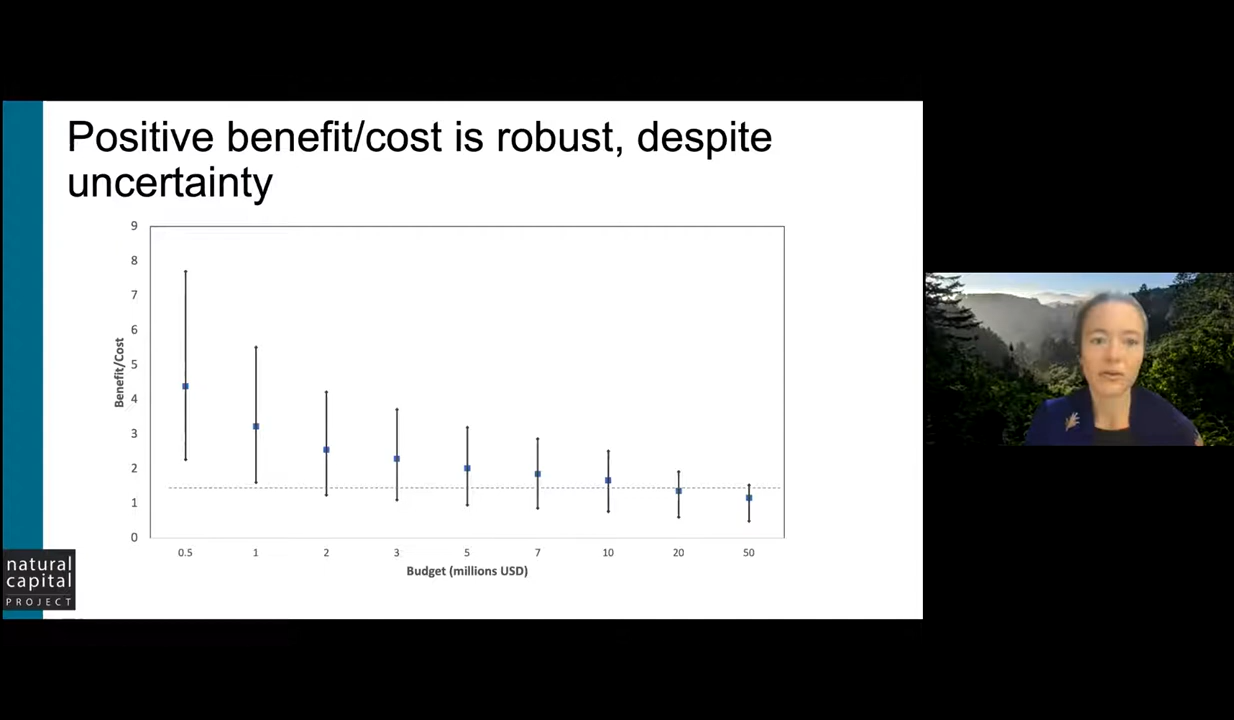 Positive benefit/cost is robust, despite
uncertainty
9
8
7
6
5
4
3
2
1
0
Benefit/Cost
0.5 1 2 3 5 7 10 20 50
Budget (millions USD)
natural
capital
PROJECT